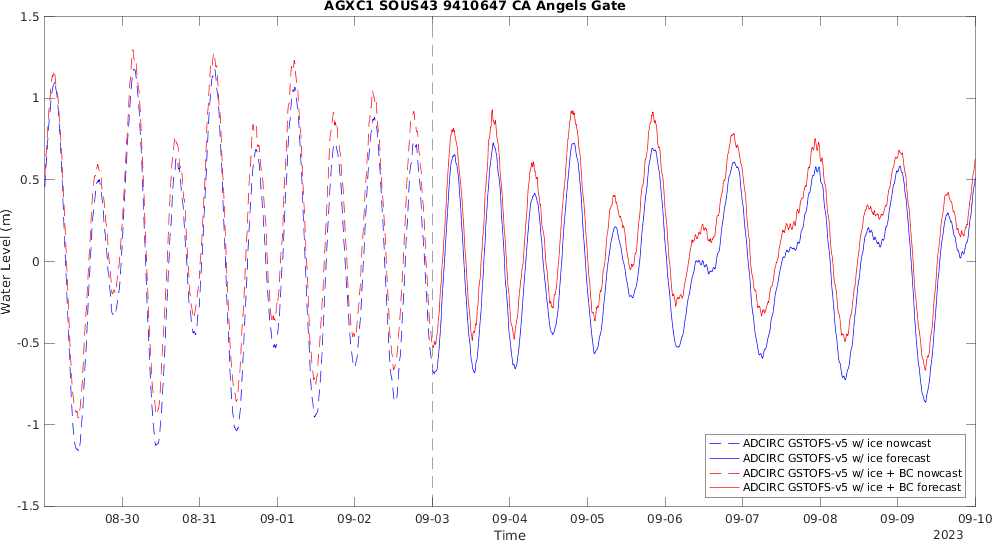 AGXC1 SOUS43 9410647 CA Angels Gate
1.5
1
0.5
0
-0.5
-1
-1.5
Water Level (m)
ADCIRC GSTOFS-v5 w/ ice nowcast
ADCIRC GSTOFS-v5 w/ ice forecast
ADCIRC GSTOFS-v5 w/ ice + BC nowcast
ADCIRC GSTOFS-v5 w/ ice + BC forecast
08-30 08-31 09-01 09-02 09-03 09-04 09-05 09-06 09-07 09-08 09-09 09-10
Time
2023